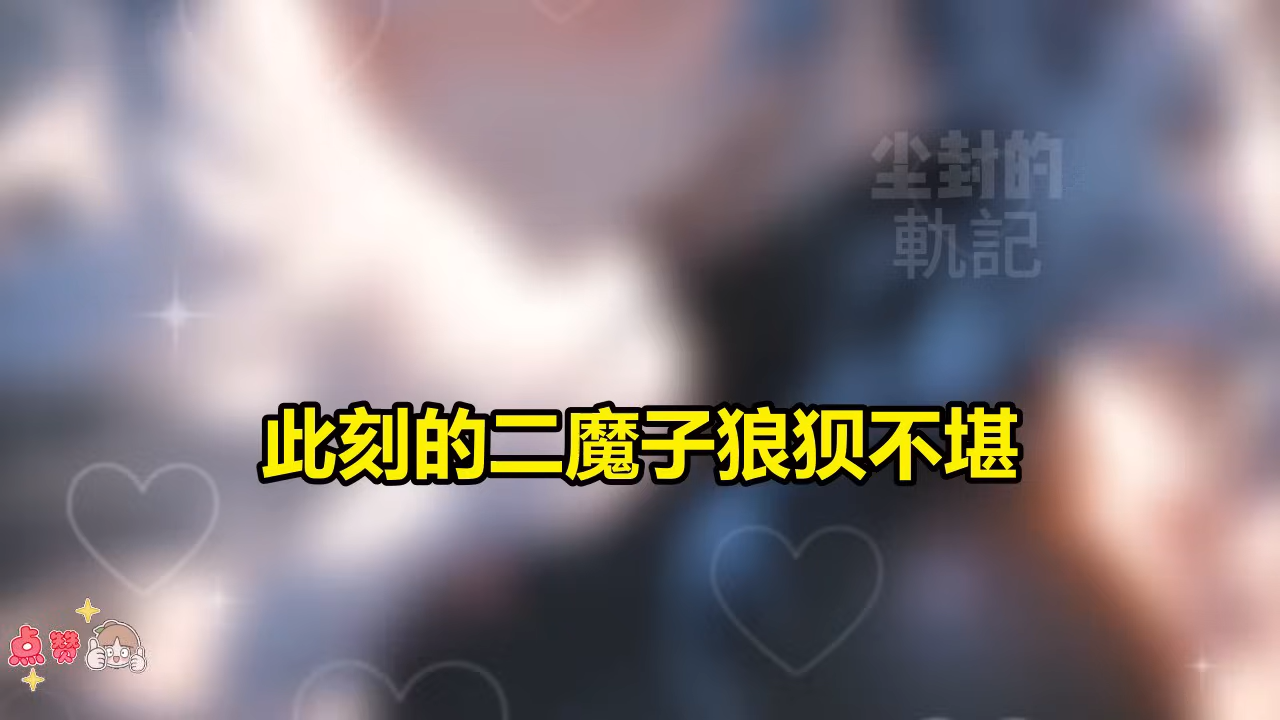 尘封的
軌記
此刻的二魔子狼狈不堪
点赞